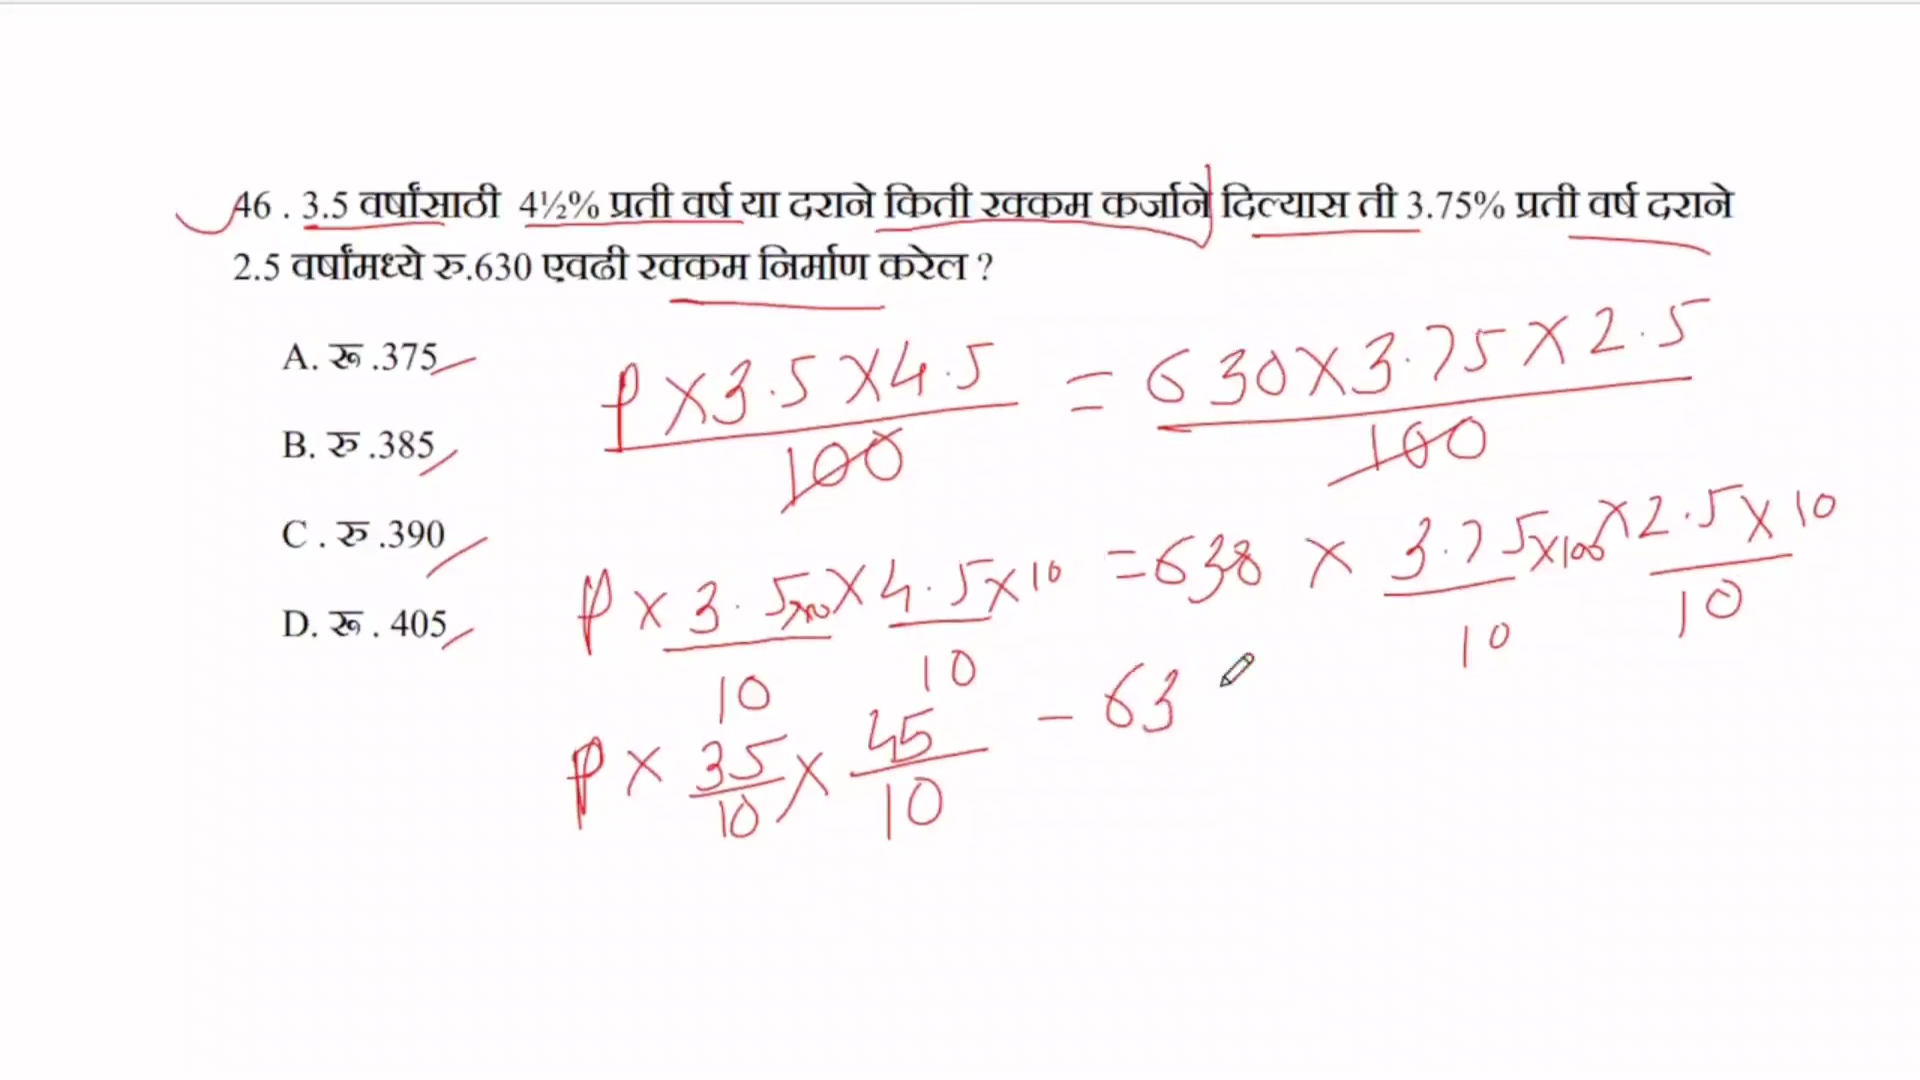 46 . 3.5 वर्षांसाठी 4½% प्रती वर्ष या दराने किती रक्कम कर्जाने दिल्यास ती 3.75% प्रती वर्ष दराने
2.5 वर्षांमध्ये रु.630 एवढी रक्कम निर्माण करेल ?
A. रू .375
B. रु .385
C . रु .390
D. रू . 405
P X 3.5 X 4.5 = 630 X 3.75 X 2.5
100 100
P X 3.5 X 4.5 X 10 = 630 X 3.75 X 100 X 2.5 X 10
10 10 10 10
P X 35 X 45 - 63
10 10